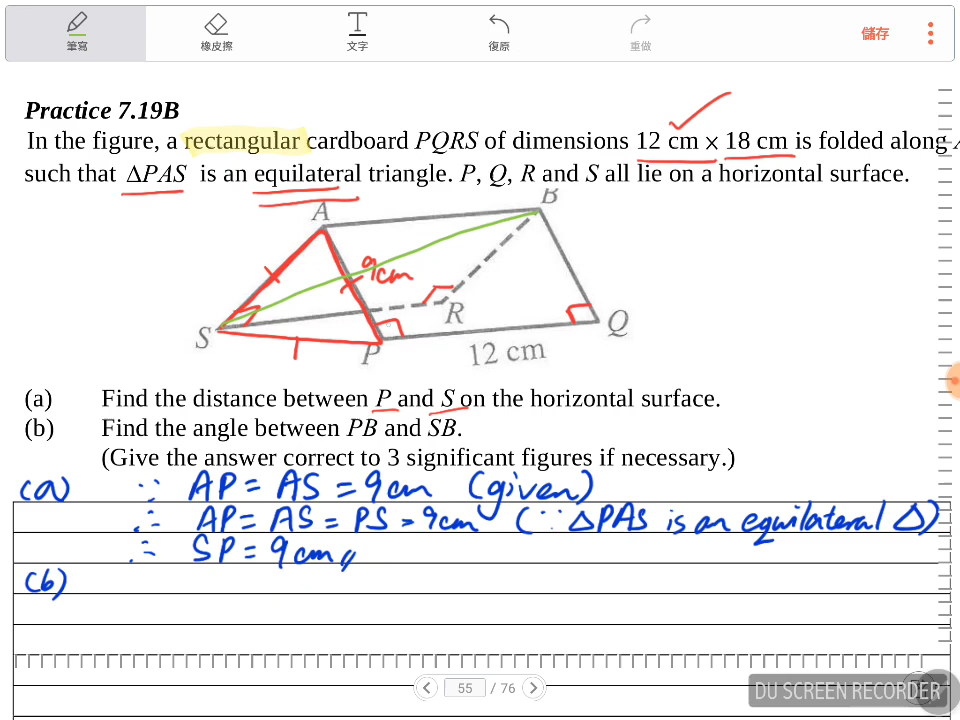 筆寫 橡皮擦 文字 復原 重做 儲存
Practice 7.19B
In the figure, a rectangular cardboard PQRS of dimensions 12 cm × 18 cm is folded along
such that ΔPAS is an equilateral triangle. P, Q, R and S all lie on a horizontal surface.
A B
9cm
R
S P Q
12 cm
(a) Find the distance between P and S on the horizontal surface.
(b) Find the angle between PB and SB.
(Give the answer correct to 3 significant figures if necessary.)
(a) ∵ AP = AS = 9cm (given)
∴ AP = AS = PS = 9cm (∵ ΔPAS is an equilateral Δ)
∴ SP = 9cm
(b)
55 / 76
DU SCREEN RECORDER